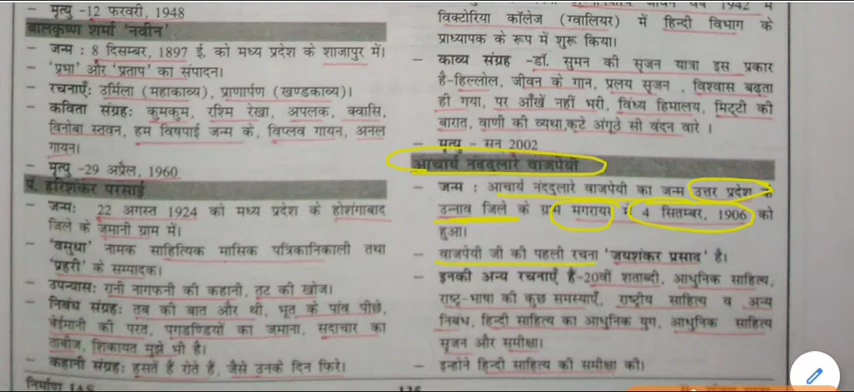 – मृत्यु -12 फरवरी, 1948
बालकृष्ण शर्मा 'नवीन'
– जन्म : 8 दिसम्बर, 1897 ई. को मध्य प्रदेश के शाजापुर में।
– 'प्रभा' और 'प्रताप' का संपादन।
– रचनाएँ: उर्मिला (महाकाव्य), प्राणार्पण (खण्डकाव्य)।
– कविता संग्रह: कुमकुम, रश्मि रेखा, अपलक, क्वासि,
विनोबा स्तवन, हम विषपाई जन्म के, विप्लव गायन, अनल
गायन।
– मृत्यु -29 अप्रैल, 1960
पं. हरिशंकर परसाई
– जन्म: 22 अगस्त 1924 को मध्य प्रदेश के होशंगाबाद
जिले के जमानी ग्राम में।
– 'वसुधा' नामक साहित्यिक मासिक पत्रिकानिकाली तथा
'प्रहरी' के सम्पादक।
– उपन्यास: रानी नागफनी की कहानी, तट की खोज।
– निबंध संग्रह: तब की बात और थी, भूत के पांव पीछे,
बेईमानी की परत, पगडण्डियों का जमाना, सदाचार का
ताबीज, शिकायत मुझे भी है।
– कहानी संग्रह: हसते हैं रोते हैं, जैसे उनके दिन फिरे।
निर्माण IAS
1942 में
विक्टोरिया कॉलेज (ग्वालियर) में हिन्दी विभाग के
प्राध्यापक के रूप में शुरू किया।
– काव्य संग्रह -डॉ. सुमन की सृजन यात्रा इस प्रकार
है-हिल्लोल, जीवन के गान, प्रलय सृजन , विश्वास बढ़ता
ही गया, पर आँखें नहीं भरी, विंध्य हिमालय, मिट्टी की
बारात, वाणी की व्यथा,कटे अंगूठे सी वंदन वारे ।
– मृत्यु - सन् 2002
आचार्य नंददुलारे वाजपेयी
– जन्म : आचार्य नंददुलारे वाजपेयी का जन्म उत्तर प्रदेश के
उन्नाव जिले के ग्राम मगरायर में 4 सितम्बर, 1906 को
हुआ।
– वाजपेयी जी की पहली रचना 'जयशंकर प्रसाद' है।
– इनकी अन्य रचनाएँ हैं-20वीं शताब्दी, आधुनिक साहित्य,
राष्ट्र-भाषा की कुछ समस्याएँ, राष्ट्रीय साहित्य व अन्य
निबंध, हिन्दी साहित्य का आधुनिक युग, आधुनिक साहित्य
सृजन और समीक्षा।
– इन्होंने हिन्दी साहित्य की समीक्षा की।